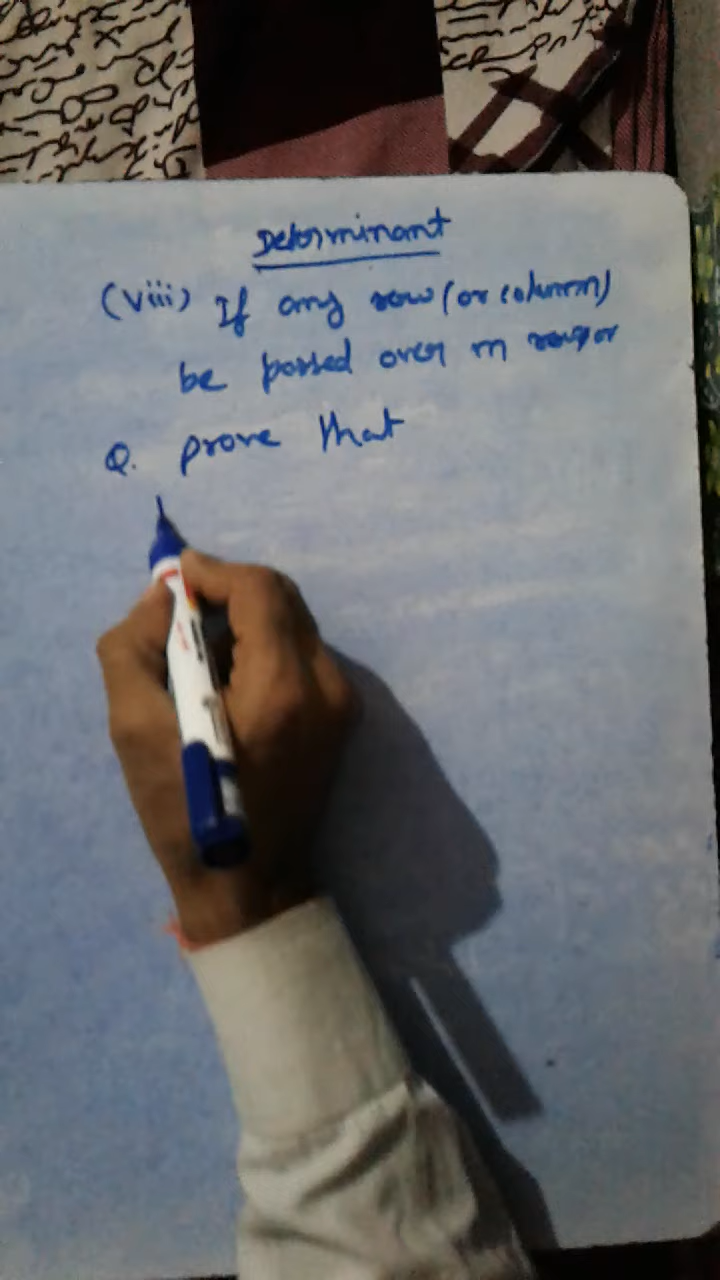 Determinant
(viii) If any row (or column)
be passed over m rows or
Q. prove that